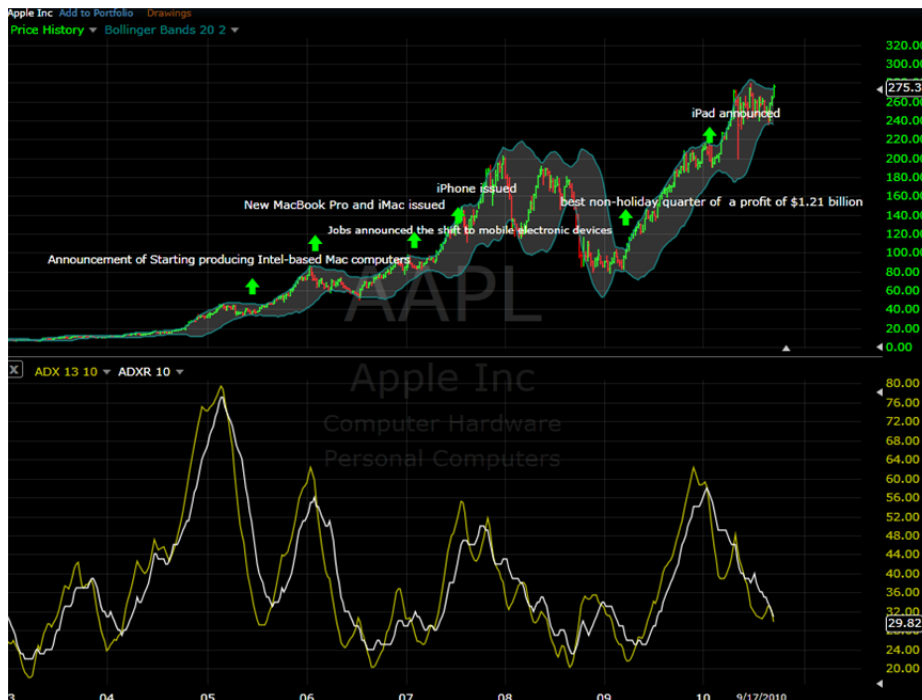 Apple Inc Add to Portfolio Drawings
Price History Bollinger Bands 20 2
320.00
300.00
275.3
260.00
240.00
220.00
200.00
180.00
160.00
140.00
120.00
100.00
80.00
60.00
40.00
20.00
0.00
iPad announced
iPhone issued
best non-holiday quarter of a profit of $1.21 billion
New MacBook Pro and iMac issued
Jobs announced the shift to mobile electronic devices
Announcement of Starting producing Intel-based Mac computers
AAPL
X ADX 13 10 ADXR 10
Apple Inc
Computer Hardware
Personal Computers
80.00
76.00
72.00
68.00
64.00
60.00
56.00
52.00
48.00
44.00
40.00
36.00
32.00
29.82
24.00
20.00
3 04 05 06 07 08 09 10 9/17/2010